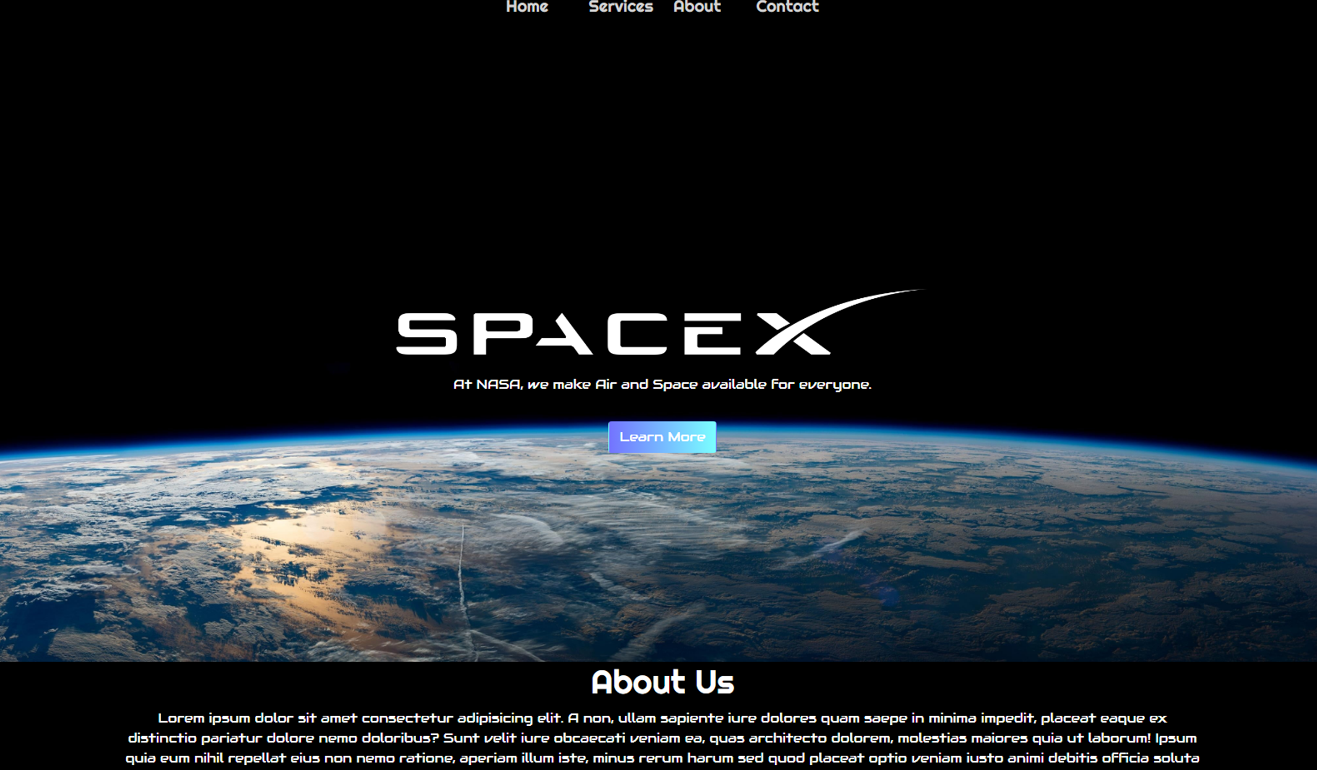 Home Services About Contact
SPACEX
At NASA, we make Air and Space available for everyone.
Learn More
About Us
Lorem ipsum dolor sit amet consectetur adipisicing elit. A non, ullam sapiente iure dolores quam saepe in minima impedit, placeat eaque ex
distinctio pariatur dolore nemo doloribus? Sunt velit iure obcaecati veniam ea, quas architecto dolorem, molestias maiores quia ut laborum! Ipsum
quia eum nihil repellat eius non nemo ratione, aperiam illum iste, minus rerum harum sed quod placeat optio veniam iusto animi debitis officia soluta